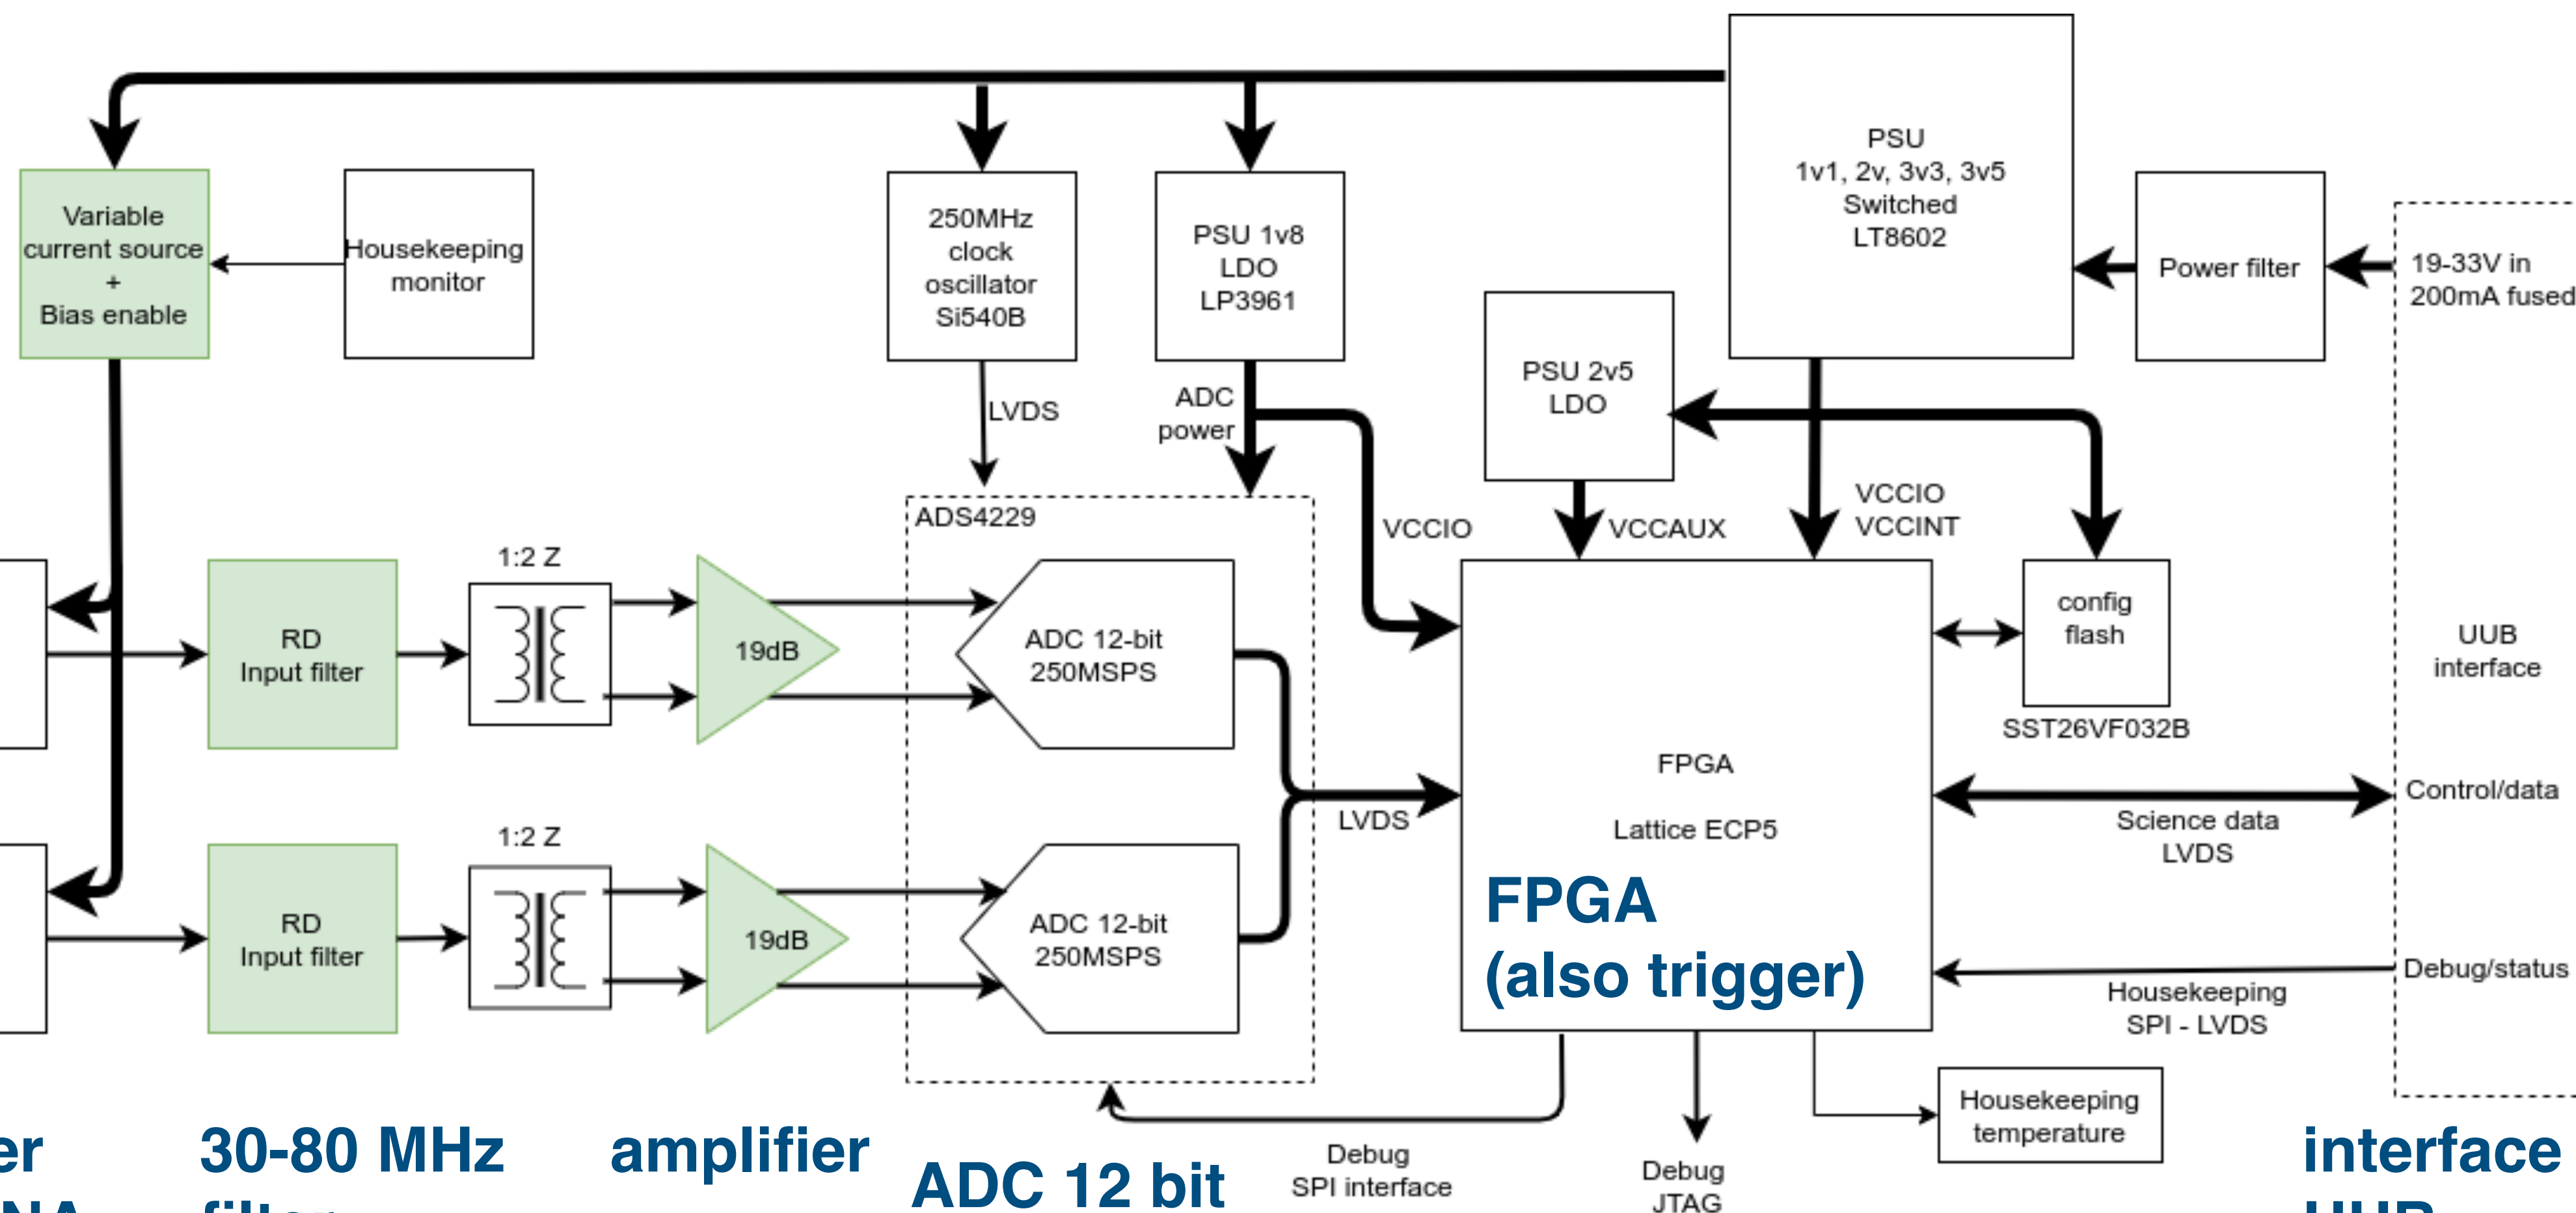 PSU
1v1, 2v, 3v3, 3v5
Switched
LT8602
Variable
current source
+
Bias enable
Housekeeping
monitor
250MHz
clock
oscillator
Si540B
PSU 1v8
LDO
LP3961
Power filter
19-33V in
200mA fused
PSU 2v5
LDO
LVDS
ADC
power
VCCIO
VCCAUX
VCCIO
VCCINT
ADS4229
1:2 Z
RD
Input filter
19dB
ADC 12-bit
250MSPS
config
flash
SST26VF032B
UUB
interface
FPGA
Lattice ECP5
FPGA
(also trigger)
LVDS
Science data
LVDS
Control/data
1:2 Z
RD
Input filter
19dB
ADC 12-bit
250MSPS
Debug/status
Housekeeping
SPI - LVDS
Housekeeping
temperature
Debug
SPI interface
Debug
JTAG
er
30-80 MHz
amplifier
ADC 12 bit
interface